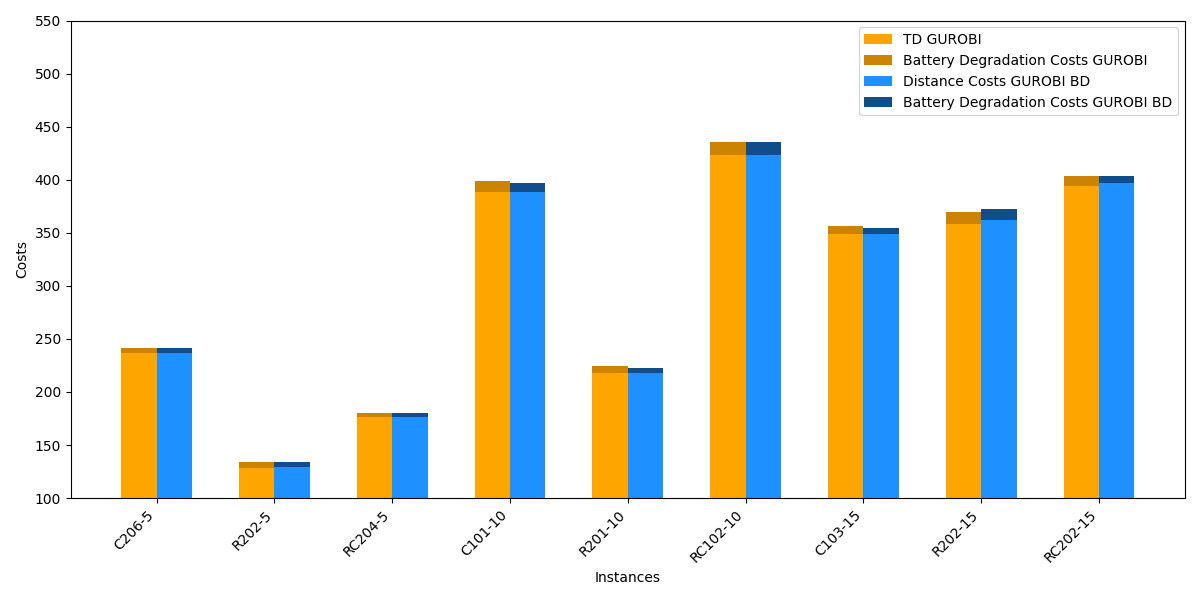 550
500
450
400
350
300
250
200
150
100
Costs
TD GUROBI
Battery Degradation Costs GUROBI
Distance Costs GUROBI BD
Battery Degradation Costs GUROBI BD
C206-5
R202-5
RC204-5
C101-10
R201-10
RC102-10
C103-15
R202-15
RC202-15
Instances